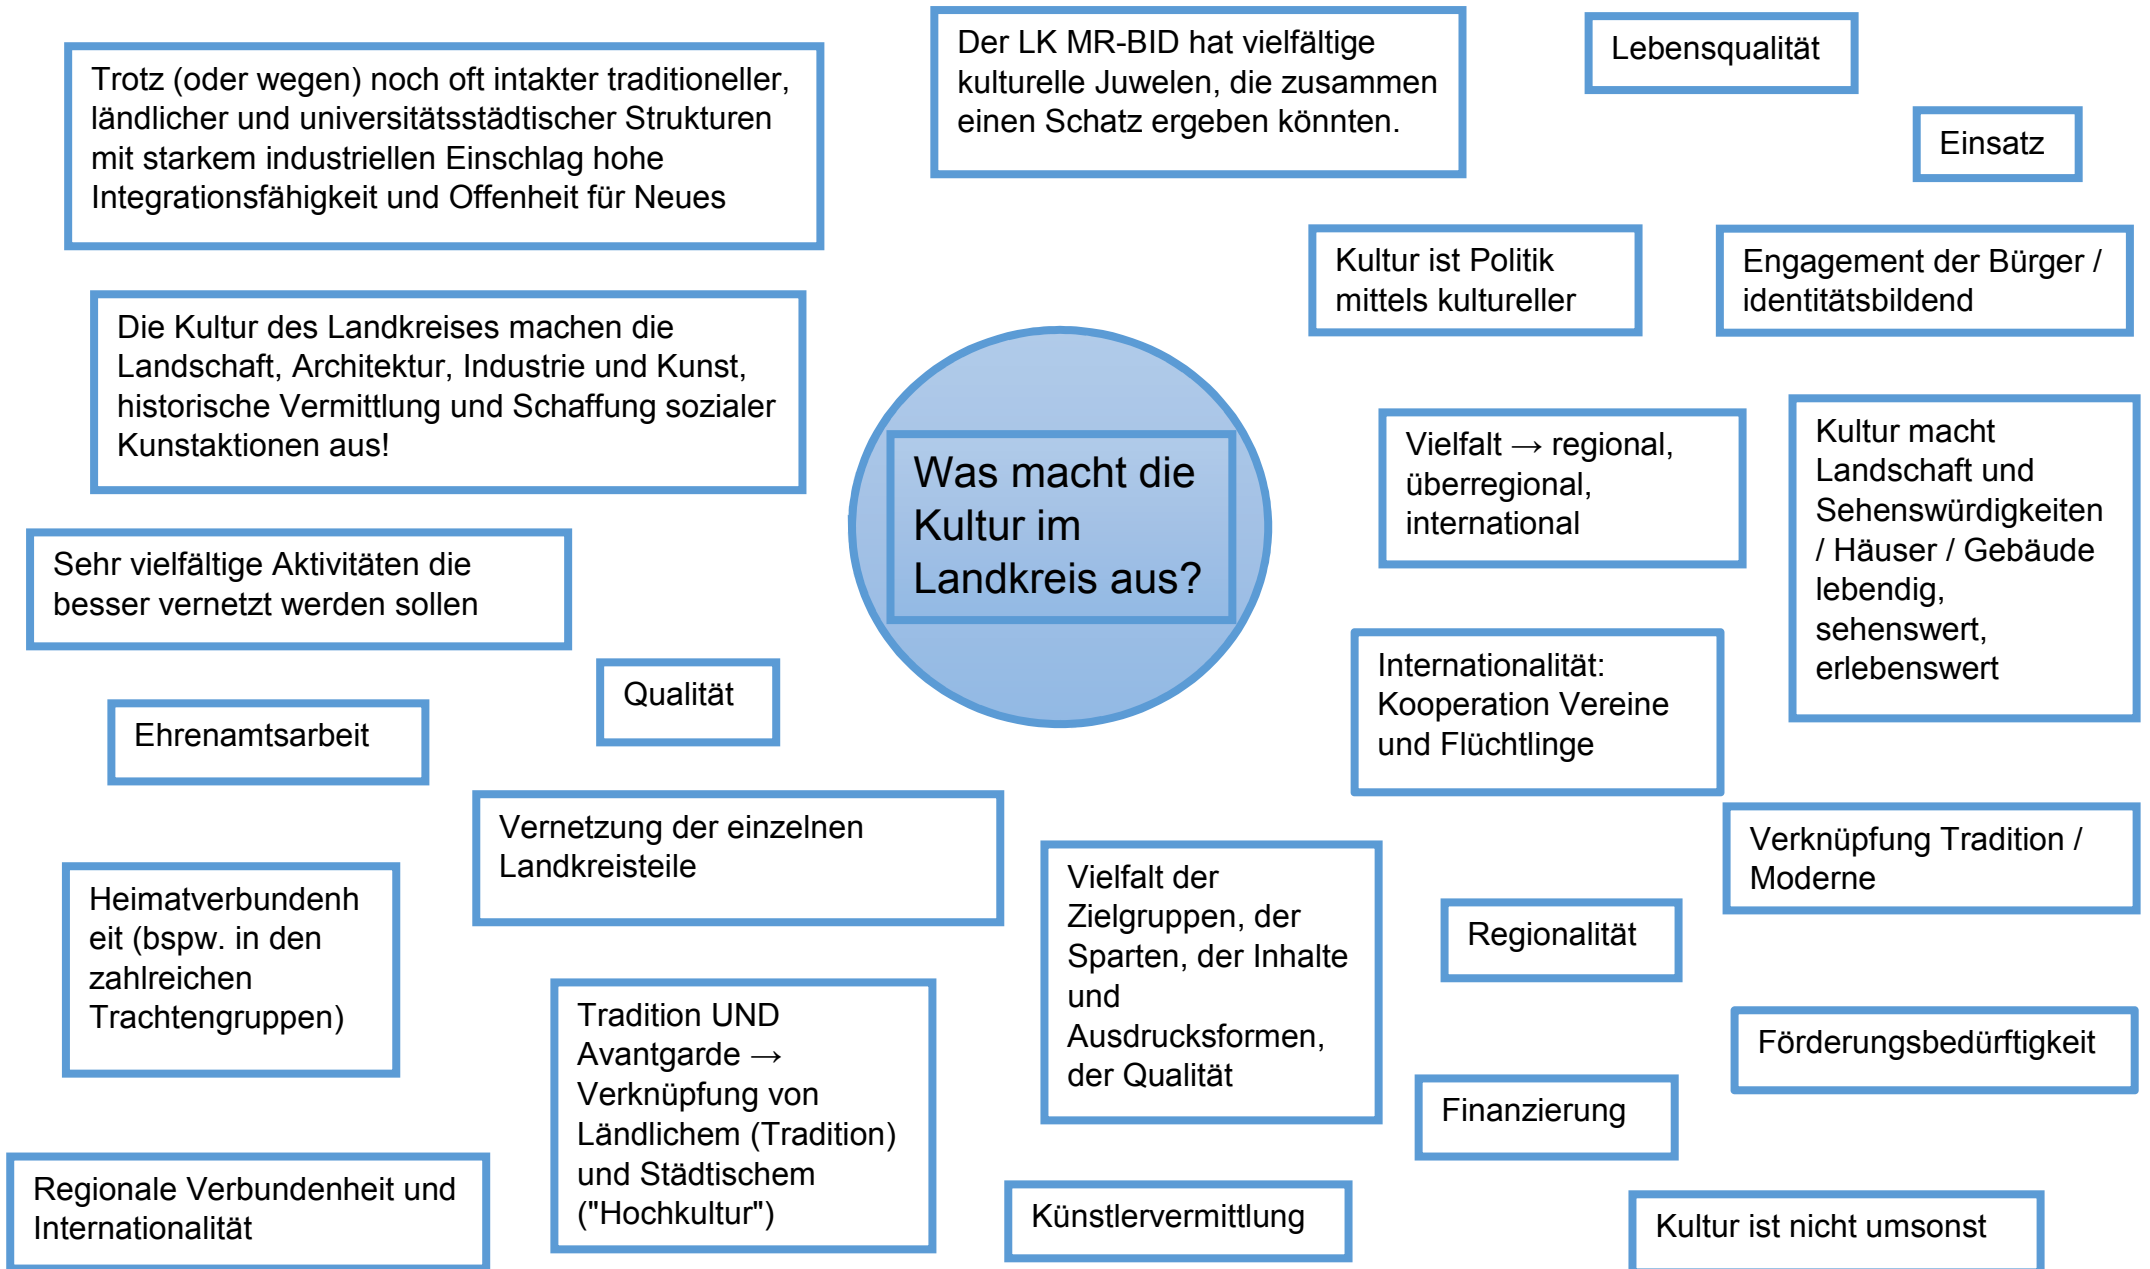 Der LK MR-BID hat vielfältige
kulturelle Juwelen, die zusammen
einen Schatz ergeben könnten.
Lebensqualität
Trotz (oder wegen) noch oft intakter traditioneller,
ländlicher und universitätsstädtischer Strukturen
mit starkem industriellen Einschlag hohe
Integrationsfähigkeit und Offenheit für Neues
Einsatz
Kultur ist Politik
mittels kultureller
Engagement der Bürger /
identitätsbildend
Die Kultur des Landkreises machen die
Landschaft, Architektur, Industrie und Kunst,
historische Vermittlung und Schaffung sozialer
Kunstaktionen aus!
Was macht die
Kultur im
Landkreis aus?
Vielfalt → regional,
überregional,
international
Kultur macht
Landschaft und
Sehenswürdigkeiten
/ Häuser / Gebäude
lebendig,
sehenswert,
erlebenswert
Sehr vielfältige Aktivitäten die
besser vernetzt werden sollen
Internationalität:
Kooperation Vereine
und Flüchtlinge
Qualität
Ehrenamtsarbeit
Vernetzung der einzelnen
Landkreisteile
Verknüpfung Tradition /
Moderne
Vielfalt der
Zielgruppen, der
Sparten, der Inhalte
und
Ausdrucksformen,
der Qualität
Heimatverbundenh
eit (bspw. in den
zahlreichen
Trachtengruppen)
Regionalität
Tradition UND
Avantgarde →
Verknüpfung von
Ländlichem (Tradition)
und Städtischem
("Hochkultur")
Förderungsbedürftigkeit
Finanzierung
Regionale Verbundenheit und
Internationalität
Künstlervermittlung
Kultur ist nicht umsonst